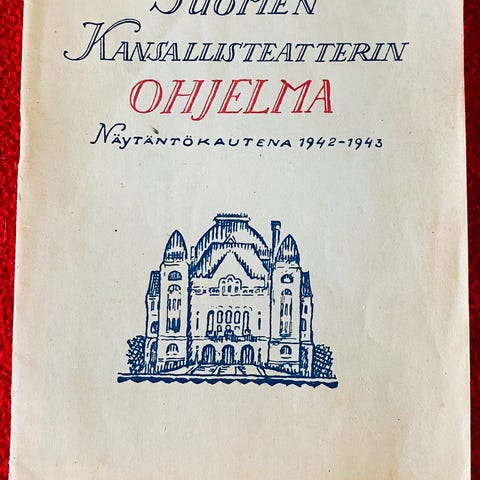 SUOMEN
KANSALLISTEATTERIN
OHJELMA
NÄYTÄNTÖKAUTENA 1942-1943